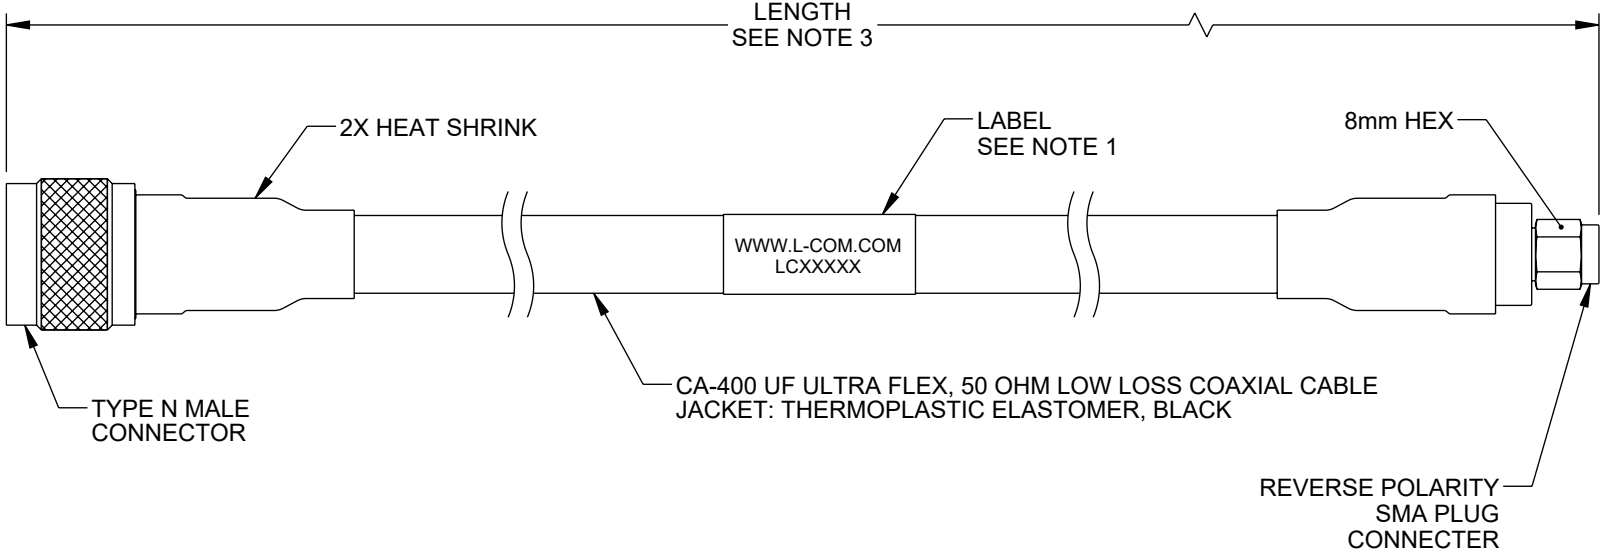 LENGTH
SEE NOTE 3
2X HEAT SHRINK
LABEL
SEE NOTE 1
8mm HEX
WWW.L-COM.COM
LCXXXXX
CA-400 UF ULTRA FLEX, 50 OHM LOW LOSS COAXIAL CABLE
JACKET: THERMOPLASTIC ELASTOMER, BLACK
TYPE N MALE
CONNECTOR
REVERSE POLARITY
SMA PLUG
CONNECTER